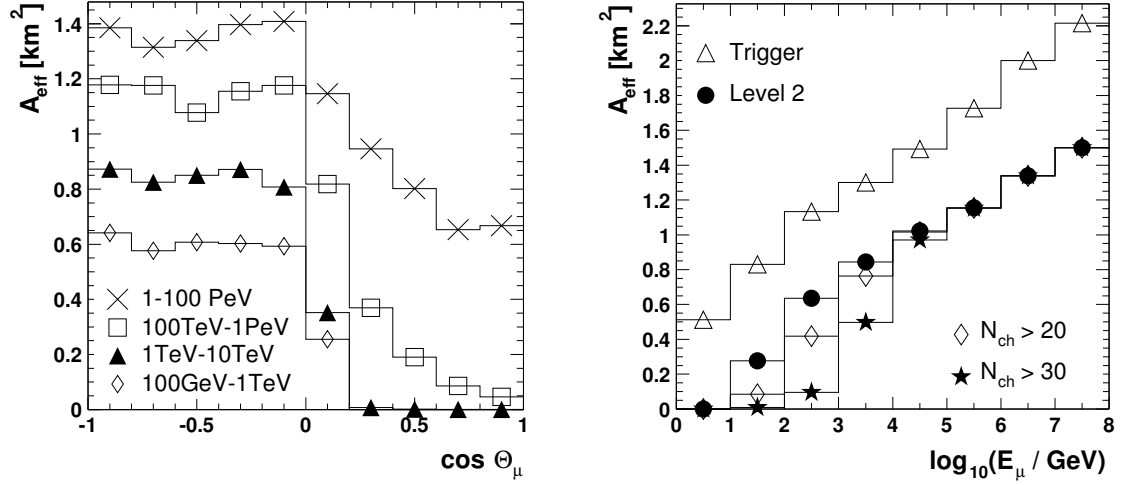 A_eff [km^2]
1.4
1.2
1
0.8
0.6
0.4
0.2
0
1-100 PeV
100TeV-1PeV
1TeV-10TeV
100GeV-1TeV
-1 -0.5 0 0.5 1
cos Θ_μ
A_eff [km^2]
2.2
2
1.8
1.6
1.4
1.2
1
0.8
0.6
0.4
0.2
0
Trigger
Level 2
N_ch > 20
N_ch > 30
0 1 2 3 4 5 6 7 8
log_10(E_μ / GeV)